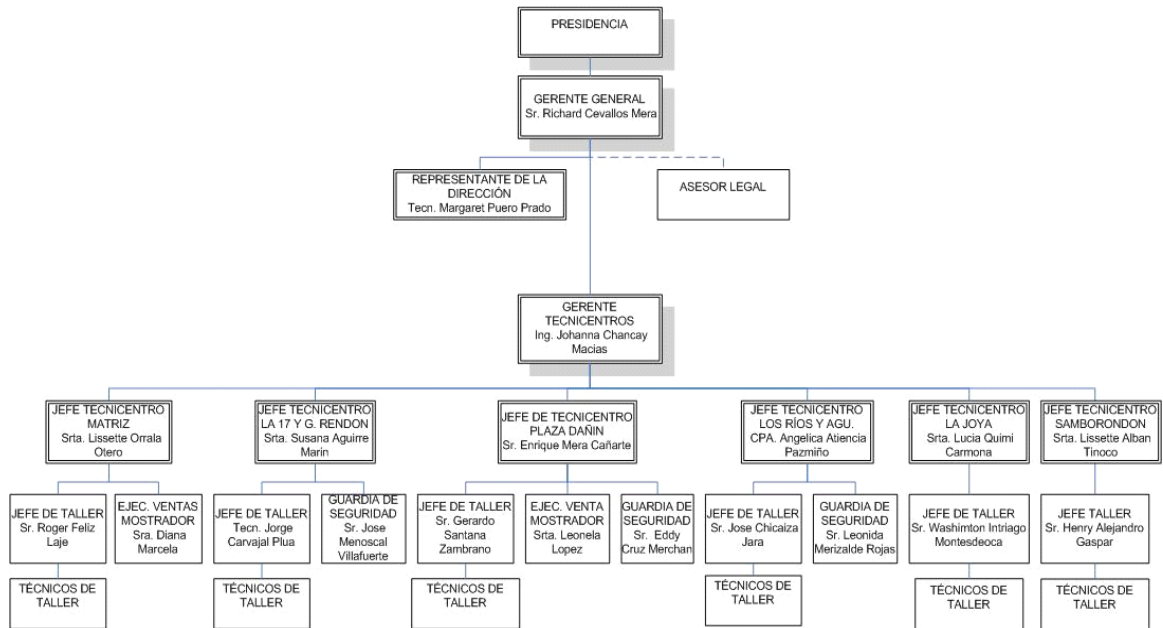 PRESIDENCIA
GERENTE GENERAL
Sr. Richard Cevallos Mera
REPRESENTANTE DE LA
DIRECCIÓN
Tecn. Margaret Puero Prado
ASESOR LEGAL
GERENTE
TECNICENTROS
Ing. Johanna Chancay
Macias
JEFE TECNICENTRO
MATRIZ
Srta. Lissette Orrala
Otero
JEFE TECNICENTRO
LA 17 Y G. RENDON
Srta. Susana Aguirre
Marin
JEFE DE TECNICENTRO
PLAZA DAÑIN
Sr. Enrique Mera Cañarte
JEFE TECNICENTRO
LOS RÍOS Y AGU.
CPA. Angelica Atiencia
Pazmiño
JEFE TECNICENTRO
LA JOYA
Srta. Lucia Quimi
Carmona
JEFE TECNICENTRO
SAMBORONDON
Srta. Lissette Alban
Tinoco
JEFE DE TALLER
Sr. Roger Feliz
Laje
EJEC. VENTAS
MOSTRADOR
Sra. Diana
Marcela
JEFE DE TALLER
Tecn. Jorge
Carvajal Plua
GUARDIA DE
SEGURIDAD
Sr. Jose
Menoscal
Villafuerte
JEFE DE TALLER
Sr. Gerardo
Santana
Zambrano
EJEC. VENTA
MOSTRADOR
Srta. Leonela
Lopez
GUARDIA DE
SEGURIDAD
Sr. Eddy
Cruz Merchan
JEFE DE TALLER
Sr. Jose Chicaiza
Jara
GUARDIA DE
SEGURIDAD
Sr. Leonida
Merizalde Rojas
JEFE TALLER
Sr. Washimton Intriago
Montesdeoca
JEFE TALLER
Sr. Henry Alejandro
Gaspar
TÉCNICOS DE
TALLER
TÉCNICOS DE
TALLER
TÉCNICOS DE
TALLER
TÉCNICOS DE
TALLER
TÉCNICOS DE
TALLER
TÉCNICOS DE
TALLER